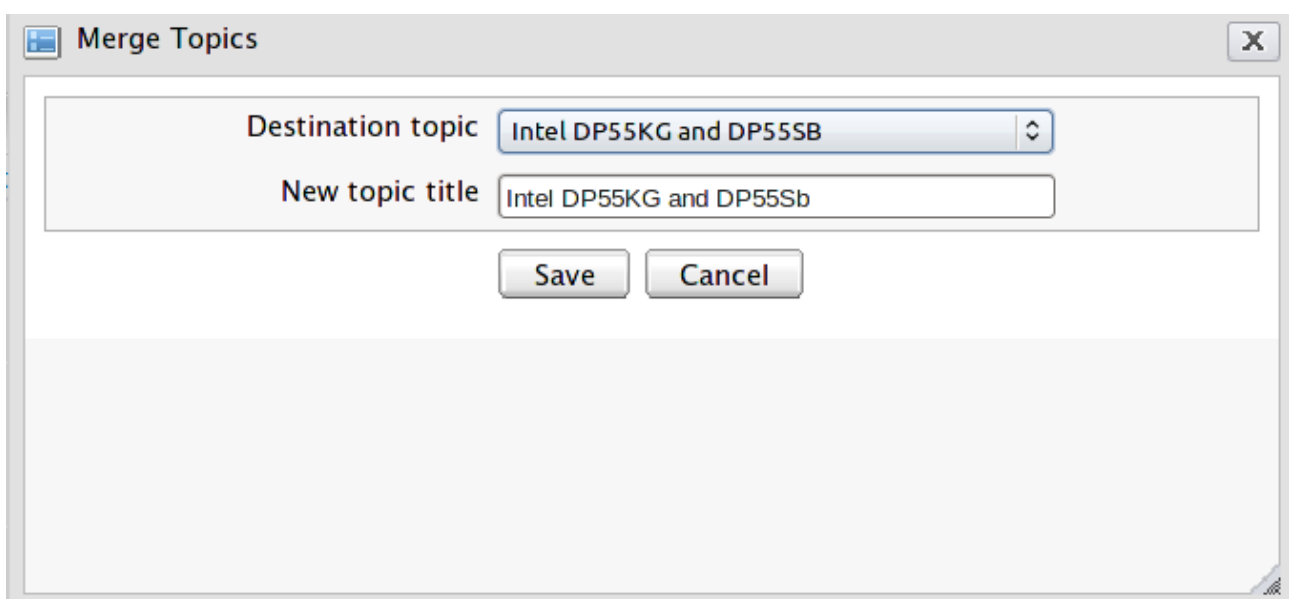 Merge Topics
X
Destination topic Intel DP55KG and DP55SB
New topic title Intel DP55KG and DP55Sb
Save Cancel